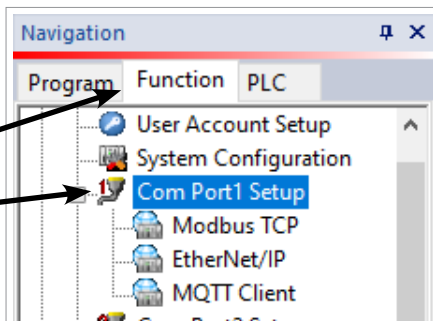 Navigation
Program Function PLC
User Account Setup
System Configuration
Com Port1 Setup
Modbus TCP
EtherNet/IP
MQTT Client